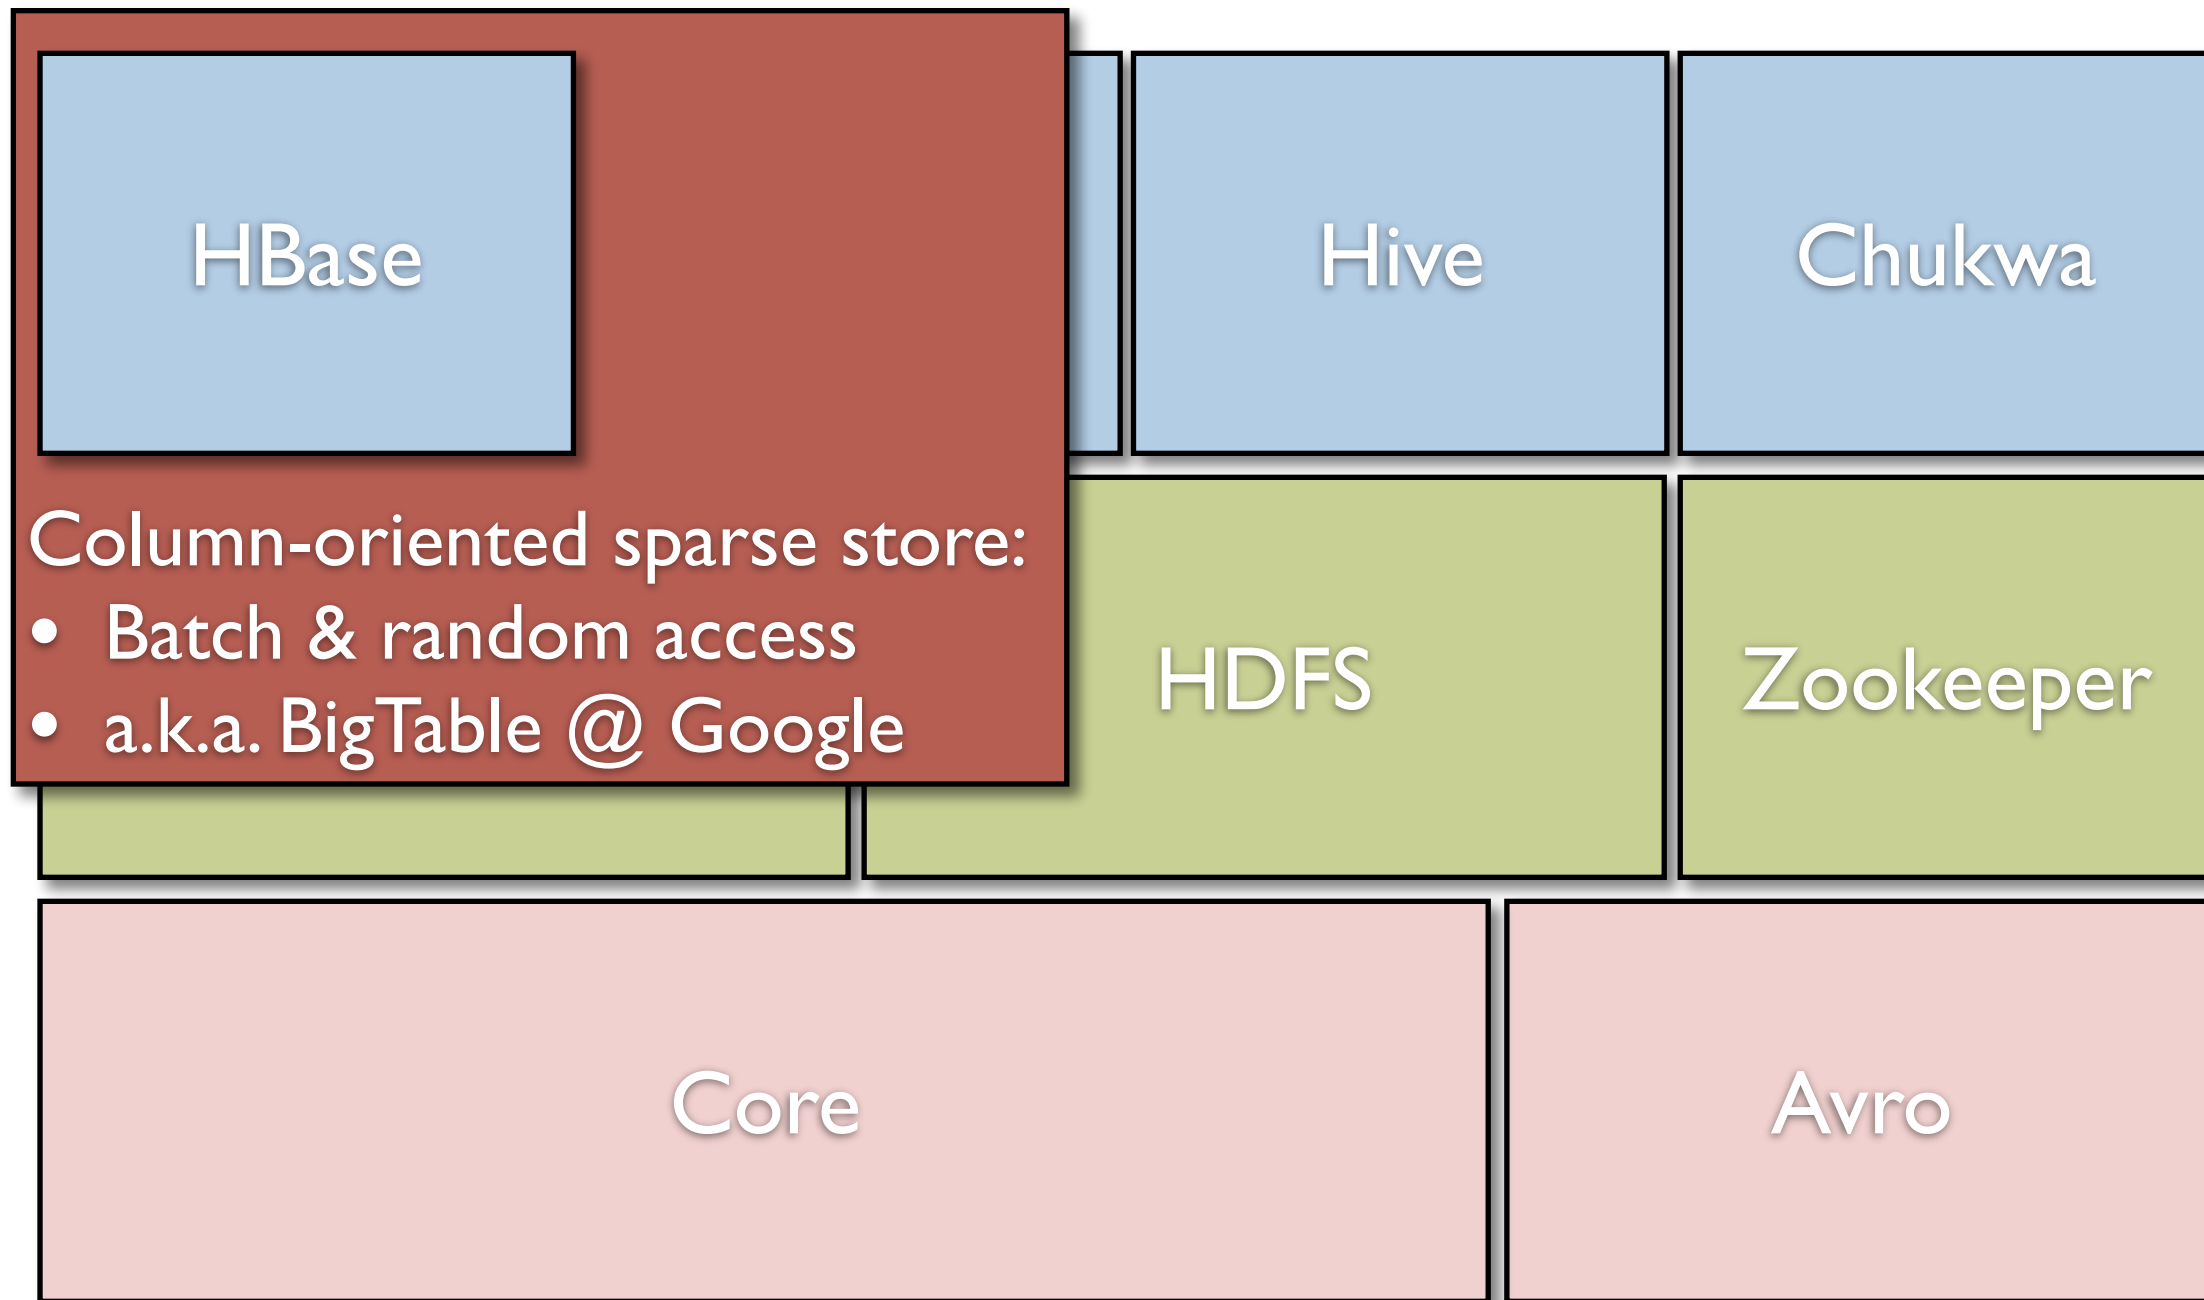 HBase
Hive
Chukwa
Column-oriented sparse store:
• Batch & random access
• a.k.a. BigTable @ Google
HDFS
Zookeeper
Core
Avro